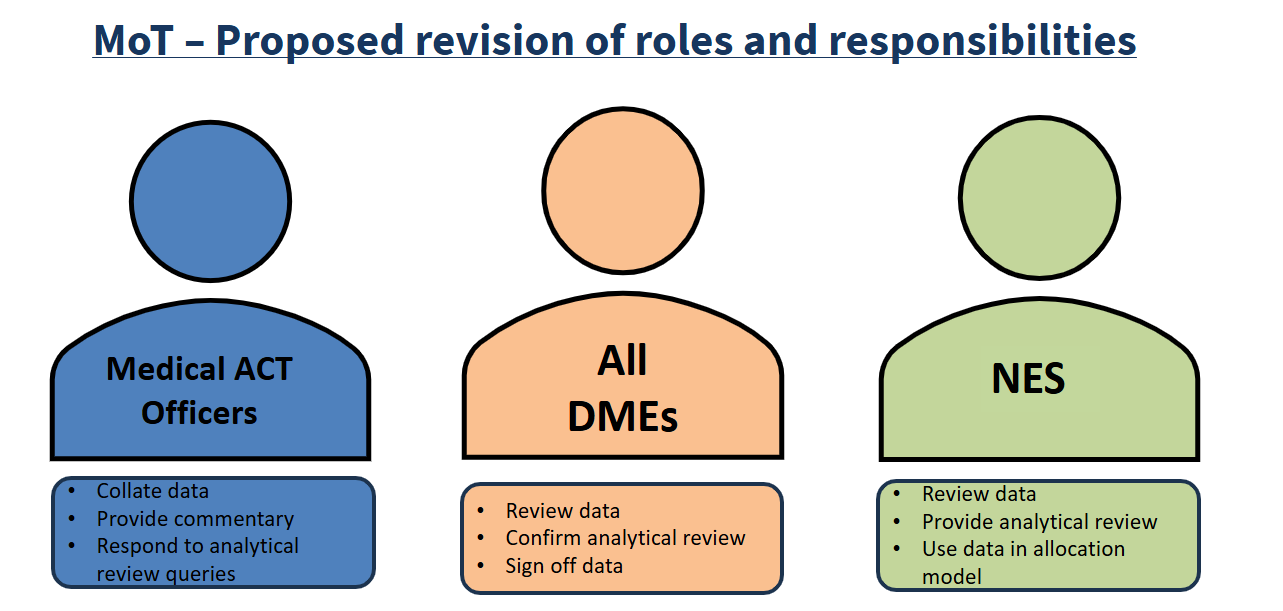 MoT – Proposed revision of roles and responsibilities
Medical ACT
Officers
• Collate data
• Provide commentary
• Respond to analytical
review queries
All
DMEs
• Review data
• Confirm analytical review
• Sign off data
NES
• Review data
• Provide analytical review
• Use data in allocation
model